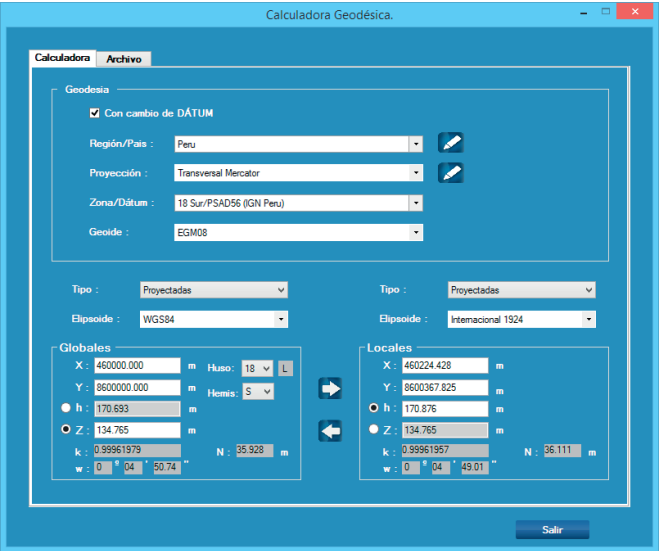 Calculadora Geodésica.
Calculadora Archivo
Geodesia
Con cambio de DÁTUM
Región/Pais : Peru
Proyección : Transversal Mercator
Zona/Dátum : 18 Sur/PSAD56 (IGN Peru)
Geoide : EGM08
Tipo : Proyectadas Tipo : Proyectadas
Elipsoide : WGS84 Elipsoide : Internacional 1924
Globales Locales
X : 460000.000 m Huso: 18 L X : 460224.428 m
Y : 8600000.000 m Hemis: S Y : 8600367.825 m
h : 170.693 m h : 170.876 m
Z : 134.765 m Z : 134.765 m
k : 0.99961979 N : 35.928 m k : 0.99961957 N : 36.111 m
w : 0 º 04 ' 50.74 " w : 0 º 04 ' 49.01 "
Salir